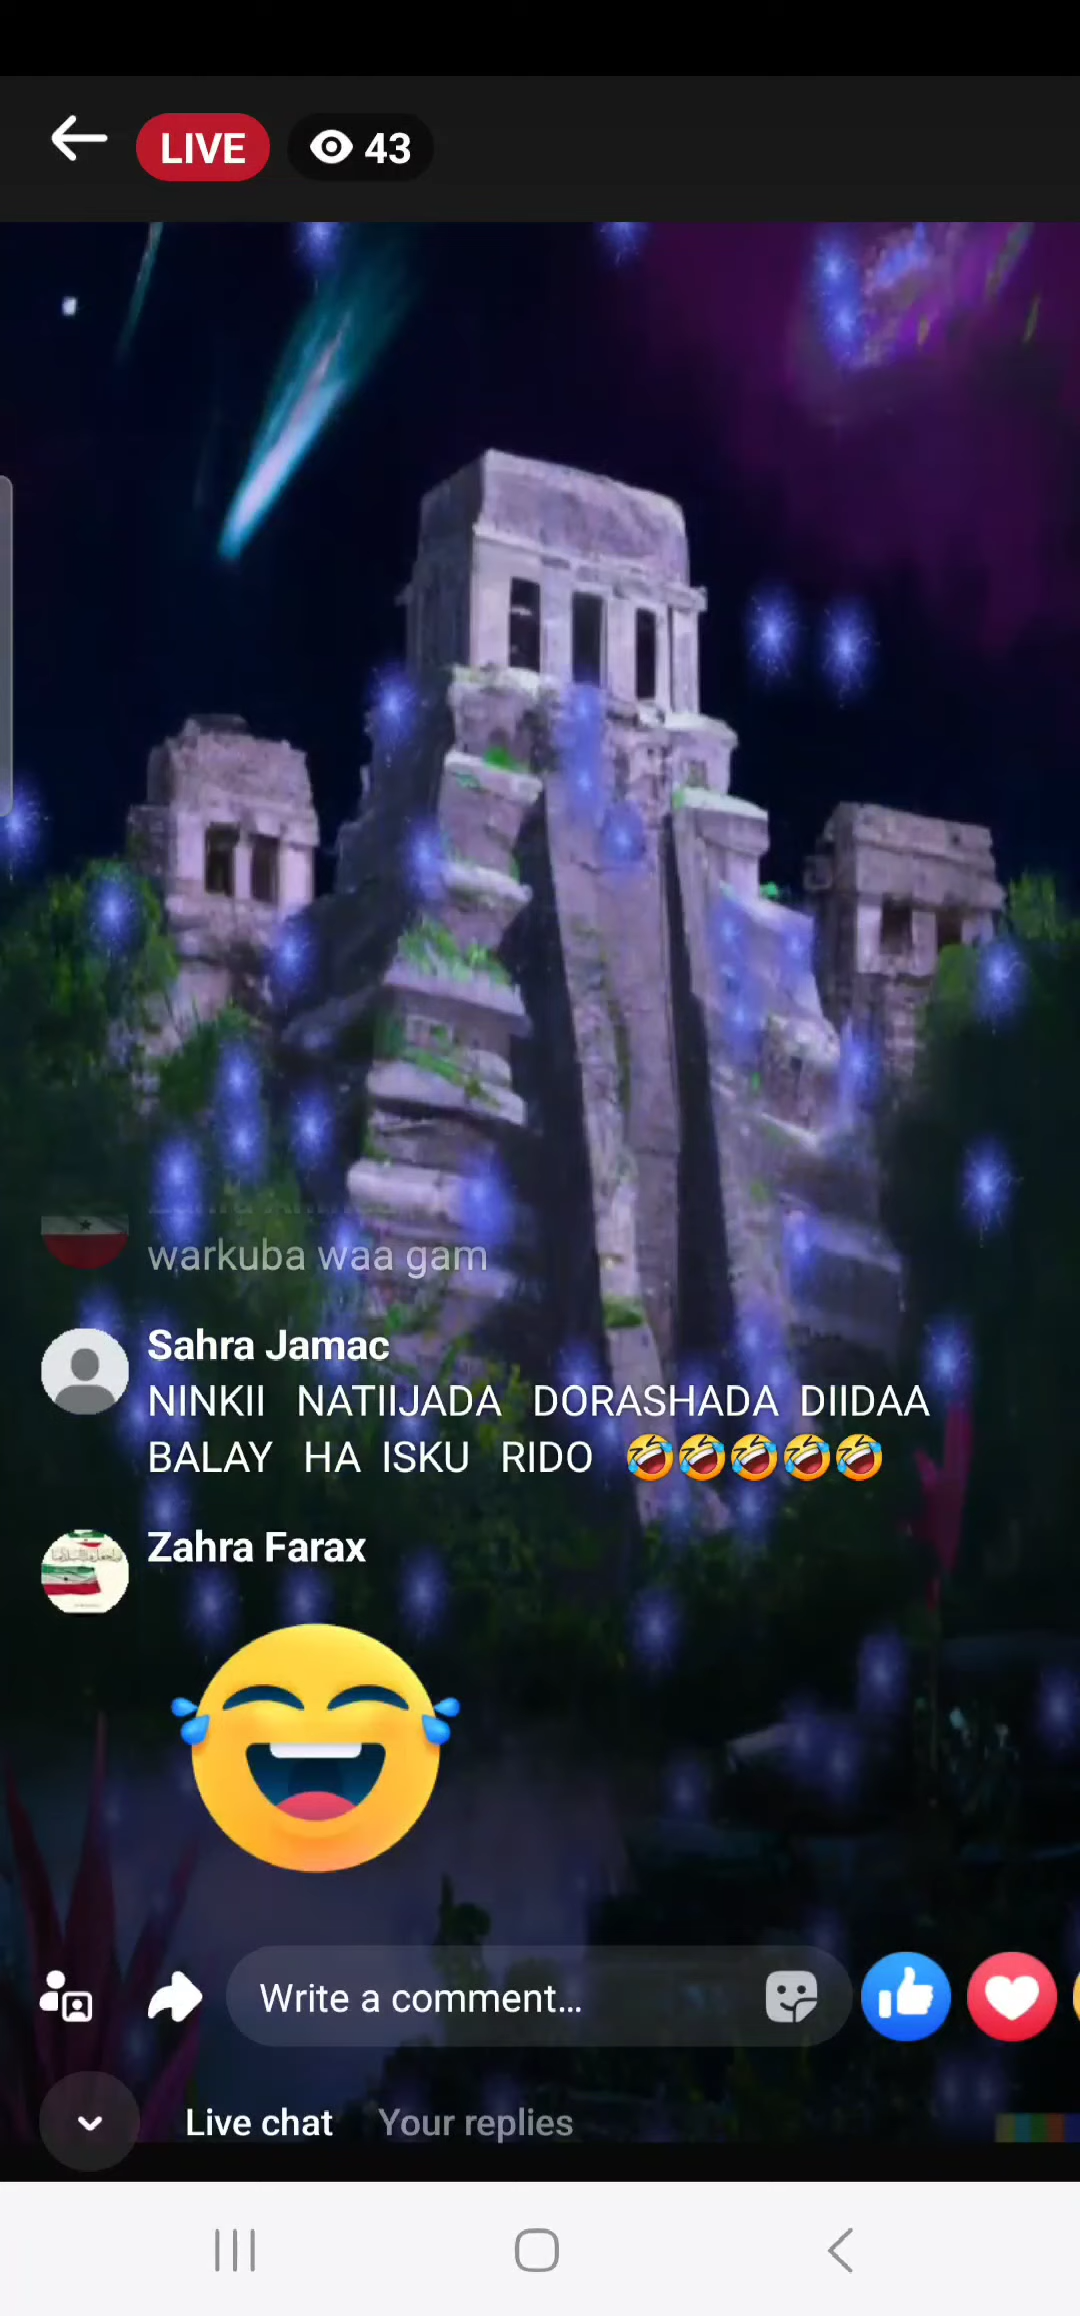 LIVE 43
warkuba waa gam
Sahra Jamac
NINKII NATIIJADA DORASHADA DIIDAA
BALAY HA ISKU RIDO 🤣🤣🤣🤣🤣
Zahra Farax
Write a comment...
Live chat Your replies